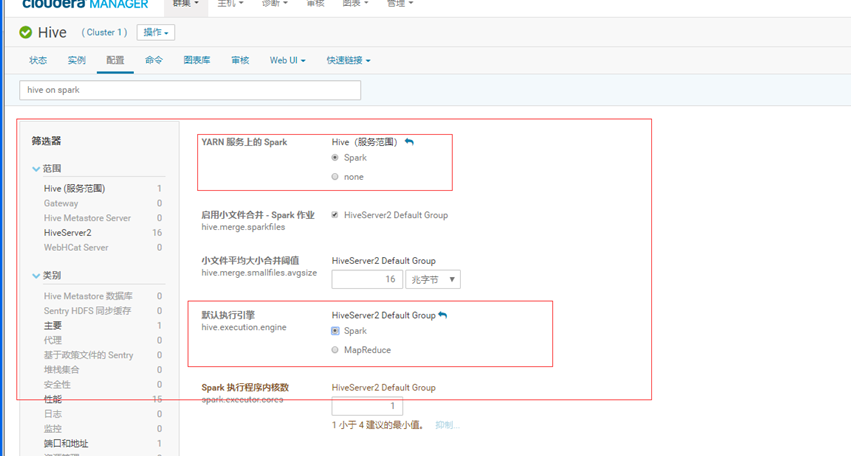 cloudera MANAGER 群集 主机 诊断 审核 图表 管理
Hive (Cluster 1) 操作
状态 实例 配置 命令 图表库 审核 Web UI 快速链接
hive on spark
筛选器
范围
Hive (服务范围) 1
Gateway 0
Hive Metastore Server 0
HiveServer2 16
WebHCat Server 0
类别
Hive Metastore 数据库 0
Sentry HDFS 同步缓存 0
主要 1
代理 0
基于政策文件的 Sentry 0
堆栈集合 0
安全性 0
性能 15
日志 0
监控 0
端口和地址 1
YARN 服务上的 Spark Hive（服务范围）
Spark
none
启用小文件合并 - Spark 作业 HiveServer2 Default Group
hive.merge.sparkfiles
小文件平均大小合并阈值 HiveServer2 Default Group
hive.merge.smallfiles.avgsize 16 兆字节
默认执行引擎 HiveServer2 Default Group
hive.execution.engine Spark
MapReduce
Spark 执行程序内核数 HiveServer2 Default Group
spark.executor.cores 1
1 小于 4 建议的最小值。 抑制...